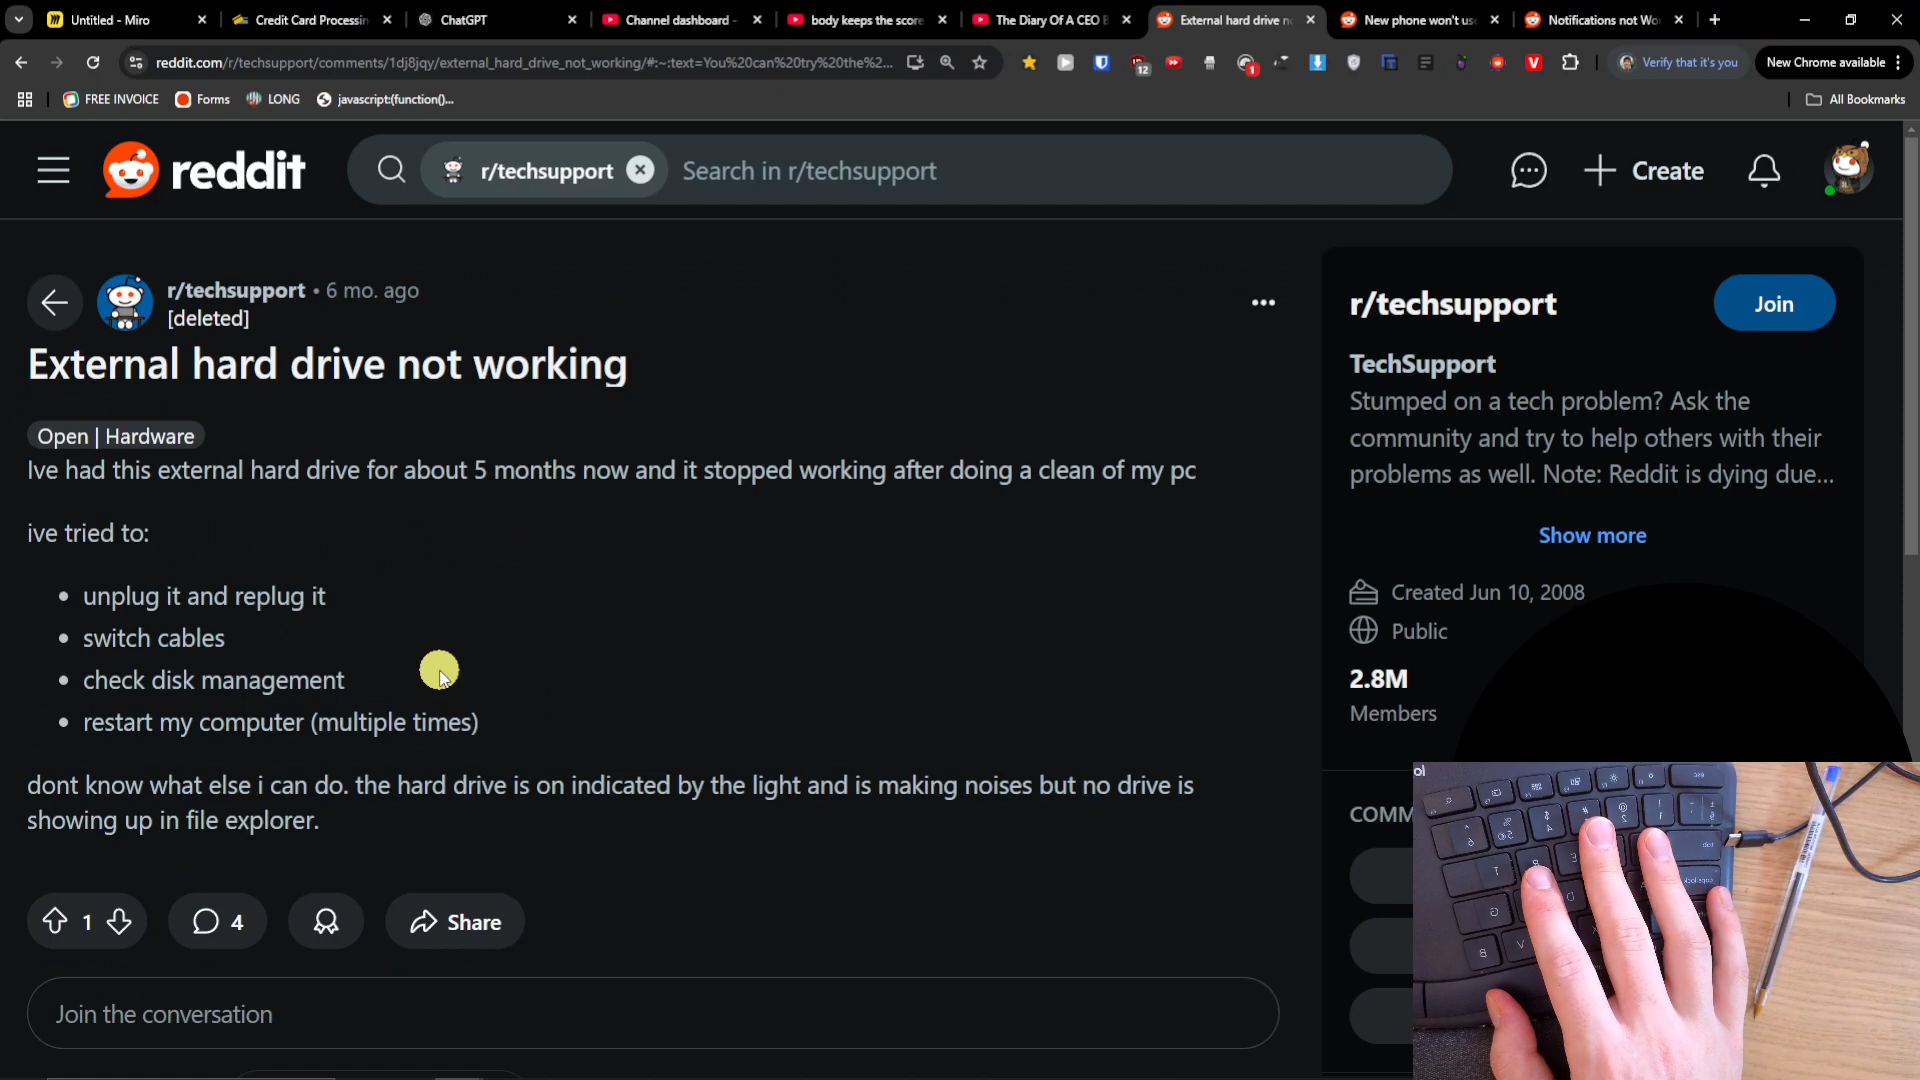 Untitled - Miro
Credit Card Processin
ChatGPT
Channel dashboard -
body keeps the score
The Diary Of A CEO
External hard drive n
New phone won't us
Notifications not Wo
reddit.com/r/techsupport/comments/1dj8jqy/external_hard_drive_not_working/#:~:text=You%20can%20try%20the%2...
12
1
Verify that it's you
New Chrome available
FREE INVOICE
Forms
LONG
javascript:(function()...
All Bookmarks
reddit
r/techsupport
Search in r/techsupport
Create
r/techsupport • 6 mo. ago
[deleted]
External hard drive not working
Open | Hardware
Ive had this external hard drive for about 5 months now and it stopped working after doing a clean of my pc
ive tried to:
• unplug it and replug it
• switch cables
• check disk management
• restart my computer (multiple times)
dont know what else i can do. the hard drive is on indicated by the light and is making noises but no drive is
showing up in file explorer.
1
4
Share
Join the conversation
r/techsupport
Join
TechSupport
Stumped on a tech problem? Ask the
community and try to help others with their
problems as well. Note: Reddit is dying due...
Show more
Created Jun 10, 2008
Public
2.8M
Members
COMM